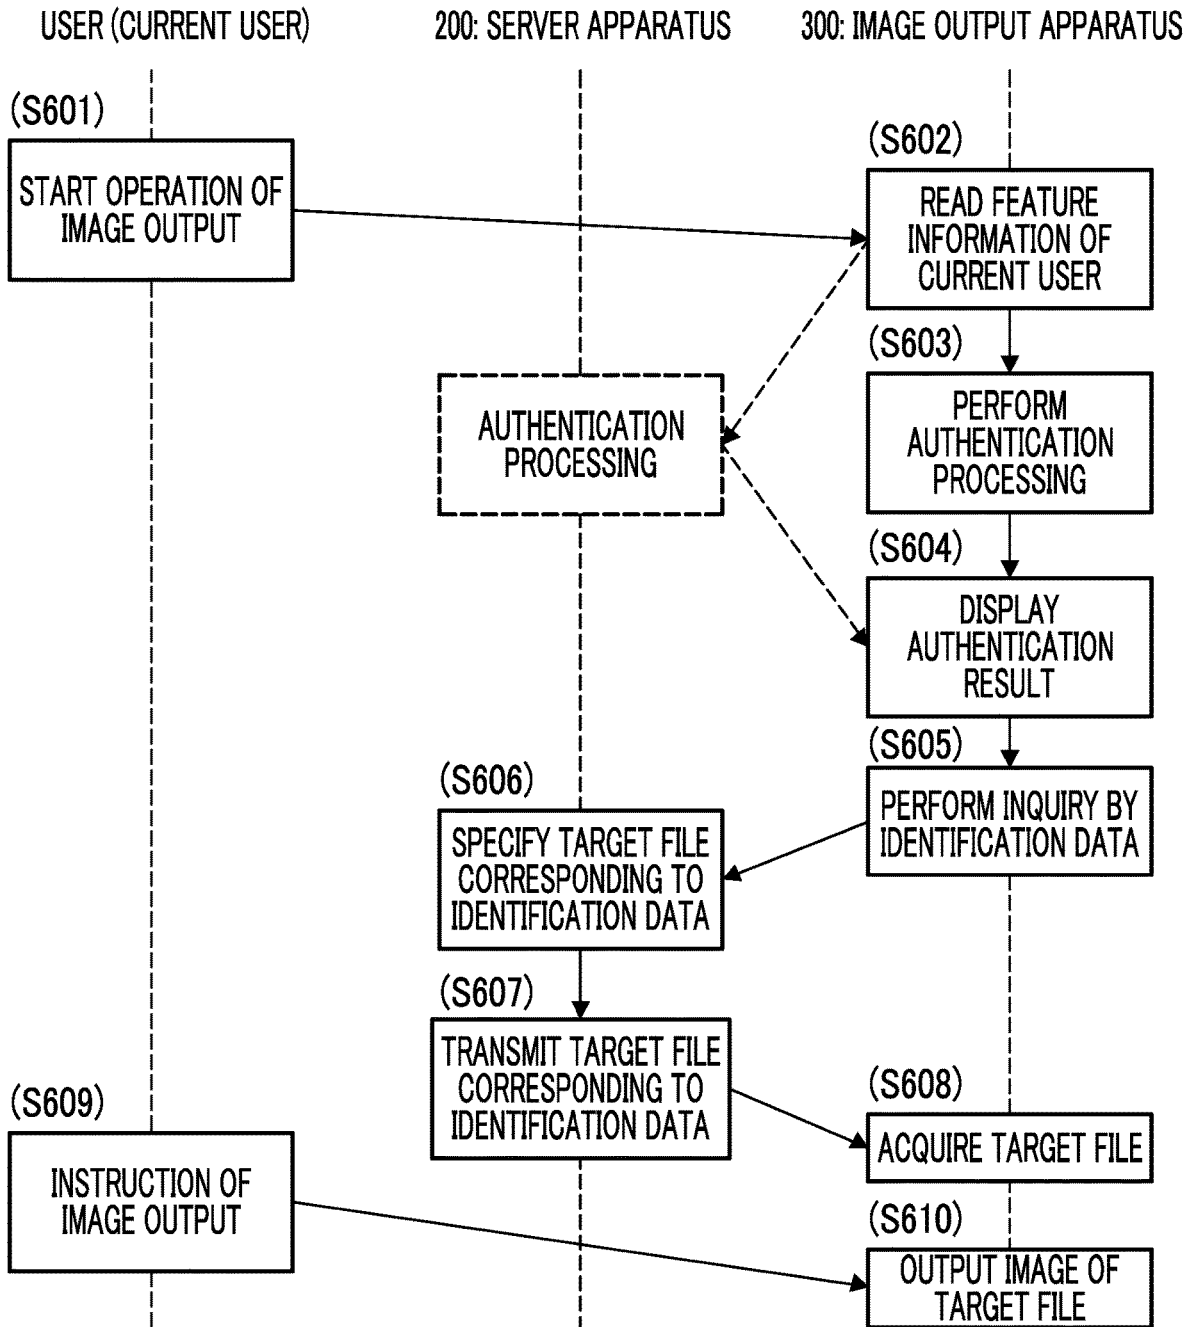 USER (CURRENT USER)
200: SERVER APPARATUS
300: IMAGE OUTPUT APPARATUS
(S601)
START OPERATION OF
IMAGE OUTPUT
(S602)
READ FEATURE
INFORMATION OF
CURRENT USER
(S603)
PERFORM
AUTHENTICATION
PROCESSING
AUTHENTICATION
PROCESSING
(S604)
DISPLAY
AUTHENTICATION
RESULT
(S605)
PERFORM INQUIRY BY
IDENTIFICATION DATA
(S606)
SPECIFY TARGET FILE
CORRESPONDING TO
IDENTIFICATION DATA
(S607)
TRANSMIT TARGET FILE
CORRESPONDING TO
IDENTIFICATION DATA
(S608)
ACQUIRE TARGET FILE
(S609)
INSTRUCTION OF
IMAGE OUTPUT
(S610)
OUTPUT IMAGE OF
TARGET FILE